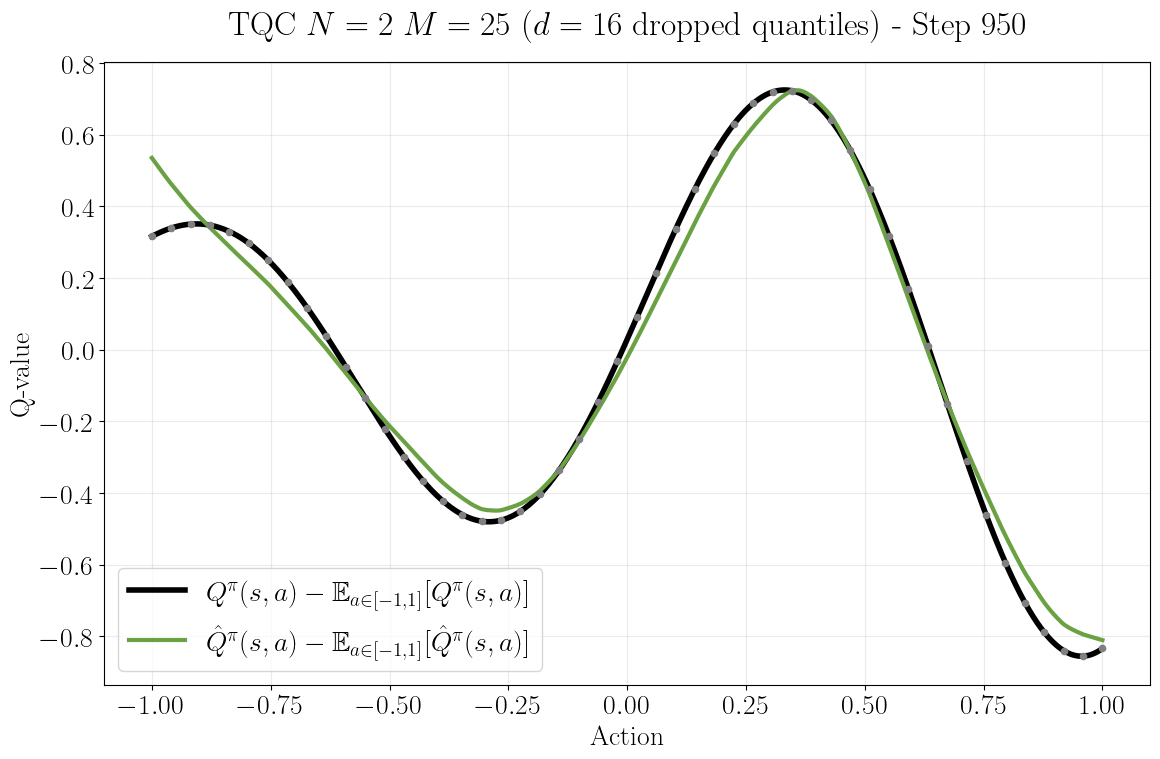 TQC N = 2 M = 25 (d = 16 dropped quantiles) - Step 950
0.8
0.6
0.4
0.2
0.0
−0.2
−0.4
−0.6
−0.8
Q-value
Q^π(s, a) − 𝔼_{a∈[−1,1]}[Q^π(s, a)]
Q̂^π(s, a) − 𝔼_{a∈[−1,1]}[Q̂^π(s, a)]
−1.00 −0.75 −0.50 −0.25 0.00 0.25 0.50 0.75 1.00
Action